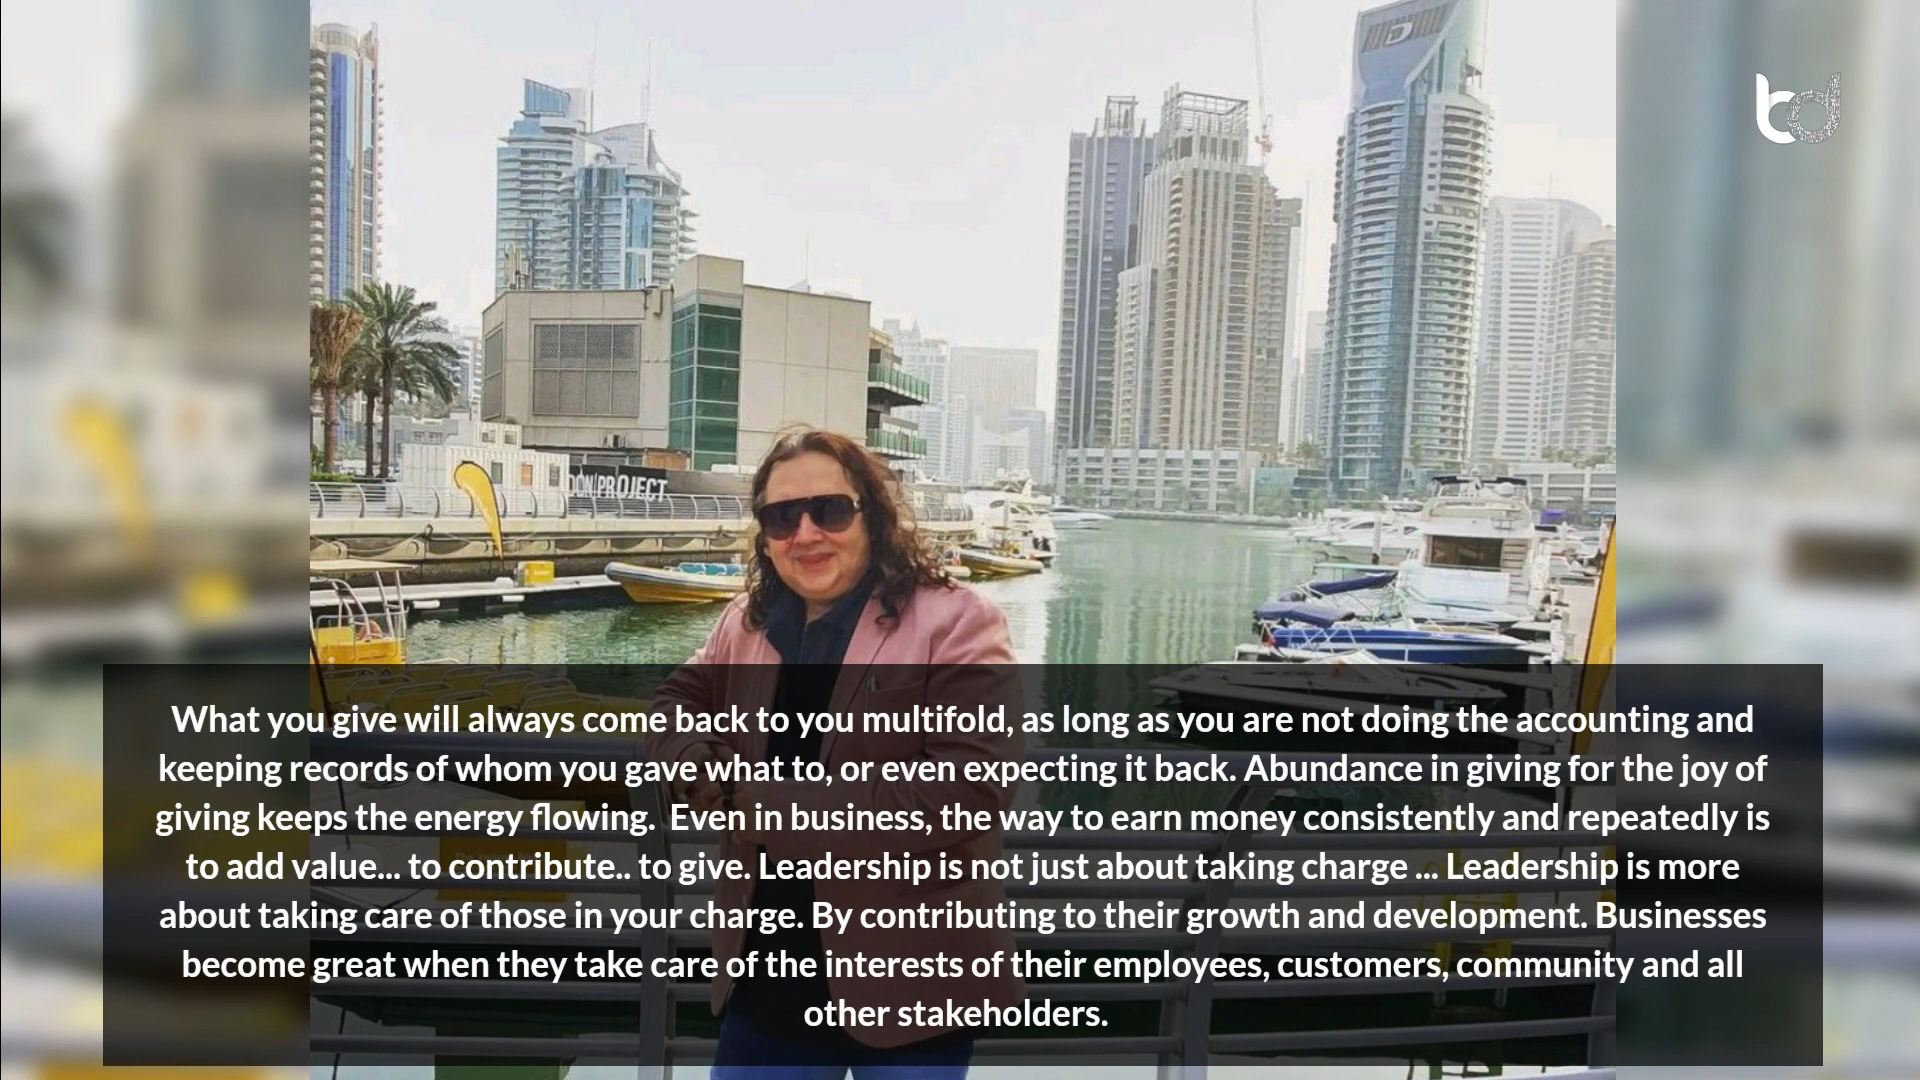 bd
DON PROJECT
What you give will always come back to you multifold, as long as you are not doing the accounting and
keeping records of whom you gave what to, or even expecting it back. Abundance in giving for the joy of
giving keeps the energy flowing.  Even in business, the way to earn money consistently and repeatedly is
to add value... to contribute.. to give. Leadership is not just about taking charge ... Leadership is more
about taking care of those in your charge. By contributing to their growth and development. Businesses
become great when they take care of the interests of their employees, customers, community and all
other stakeholders.